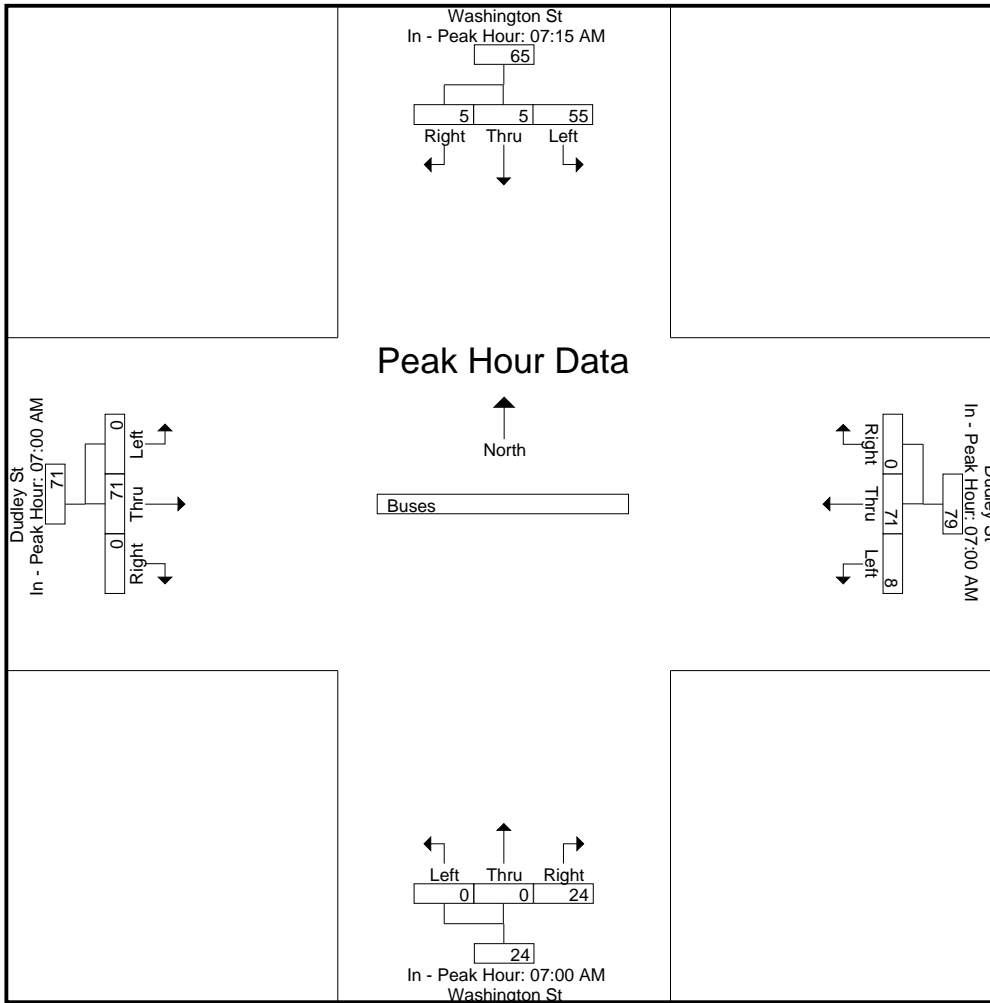 Washington St
In - Peak Hour: 07:15 AM
65
5 5 55
Right Thru Left
Peak Hour Data
North
Buses
Dudley St
In - Peak Hour: 07:00 AM
71
0 71 0
Left Thru Right
Dudley St
In - Peak Hour: 07:00 AM
79
0 71 8
Right Thru Left
Left Thru Right
0 0 24
24
In - Peak Hour: 07:00 AM
Washington St